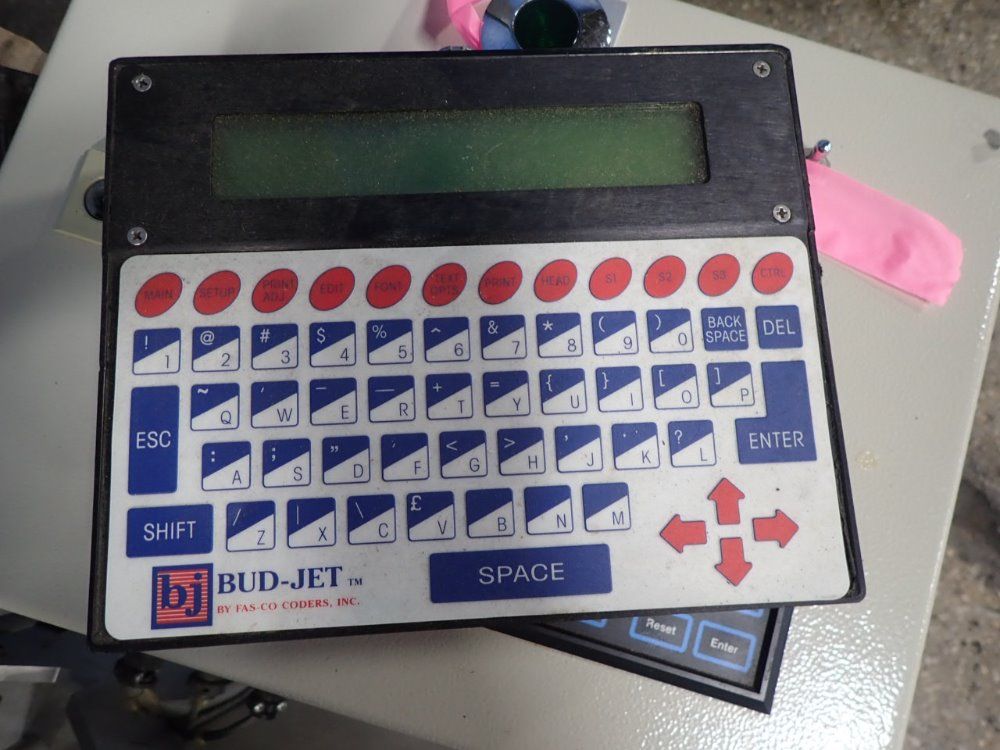 MAIN SETUP PRINT ADJ EDIT FONT TEXT OPTS PRINT HEAD S1 S2 S3 CTRL
! 1 @ 2 # 3 $ 4 % 5 ^ 6 & 7 * 8 ( 9 ) 0 BACK SPACE DEL
ESC ~ Q ' W – E — R + T = Y { U } I [ O ] P
: A ; S " D ' F < G > H , J . K ? L ENTER
SHIFT / Z | X \ C £ V B N M
bj BUD-JET TM SPACE
BY FAS-CO CODERS, INC.
Reset Enter